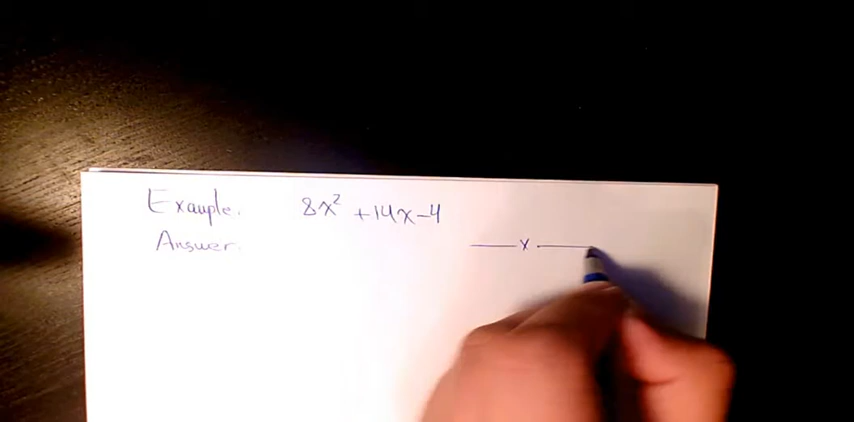 Example. 8x² +14x-4
Answer. ___ x ___